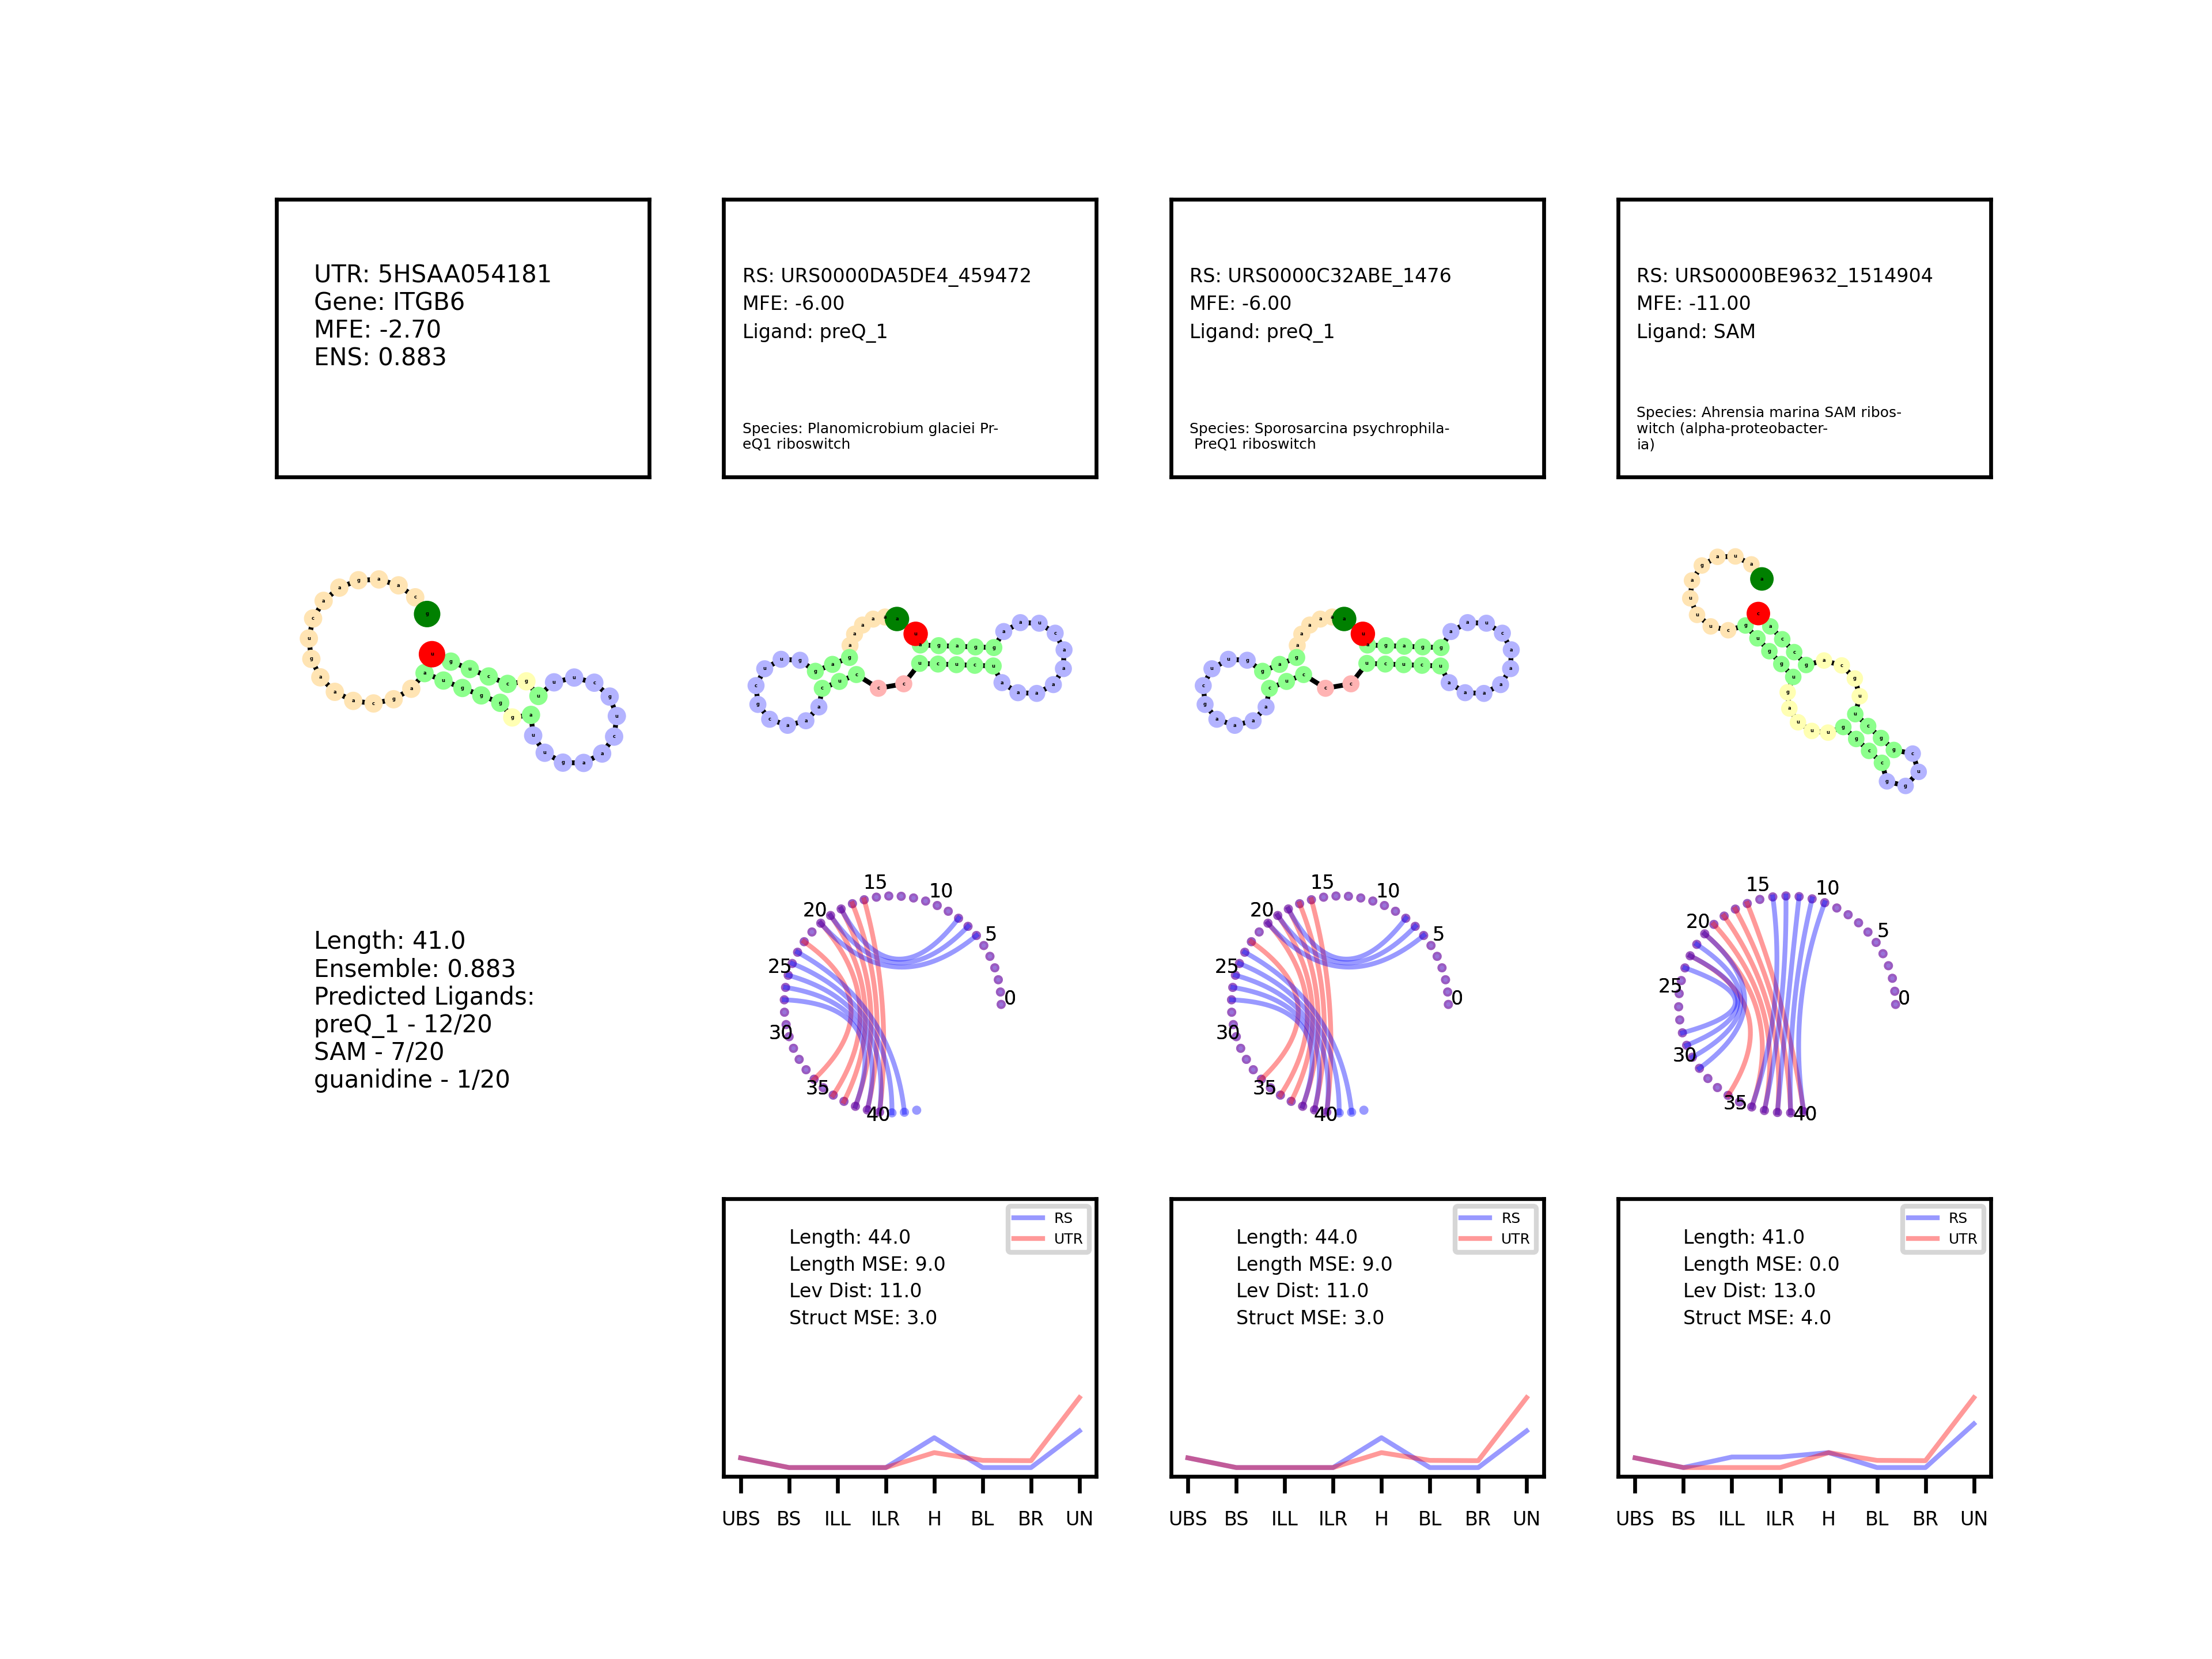 UTR: 5HSAA054181
Gene: ITGB6
MFE: -2.70
ENS: 0.883
RS: URS0000DA5DE4_459472
MFE: -6.00
Ligand: preQ_1
Species: Planomicrobium glaciei Pr-
eQ1 riboswitch
RS: URS0000C32ABE_1476
MFE: -6.00
Ligand: preQ_1
Species: Sporosarcina psychrophila-
PreQ1 riboswitch
RS: URS0000BE9632_1514904
MFE: -11.00
Ligand: SAM
Species: Ahrensia marina SAM ribos-
witch (alpha-proteobacter-
ia)
Length: 41.0
Ensemble: 0.883
Predicted Ligands:
preQ_1 - 12/20
SAM - 7/20
guanidine - 1/20
0
5
10
15
20
25
30
35
40
0
5
10
15
20
25
30
35
40
0
5
10
15
20
25
30
35
40
RS
UTR
Length: 44.0
Length MSE: 9.0
Lev Dist: 11.0
Struct MSE: 3.0
UBS BS ILL ILR H BL BR UN
RS
UTR
Length: 44.0
Length MSE: 9.0
Lev Dist: 11.0
Struct MSE: 3.0
UBS BS ILL ILR H BL BR UN
RS
UTR
Length: 41.0
Length MSE: 0.0
Lev Dist: 13.0
Struct MSE: 4.0
UBS BS ILL ILR H BL BR UN